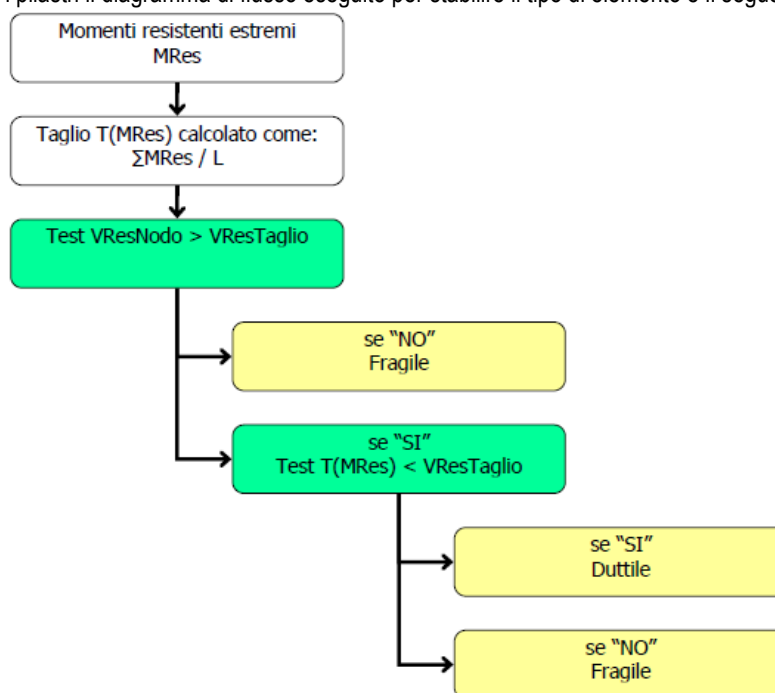 i pilastri il diagramma di flusso eseguito per stabilire il tipo di elemento è il
Momenti resistenti estremi
MRes
Taglio T(MRes) calcolato come:
ΣMRes / L
Test VResNodo > VResTaglio
se "NO"
Fragile
se "SI"
Test T(MRes) < VResTaglio
se "SI"
Duttile
se "NO"
Fragile